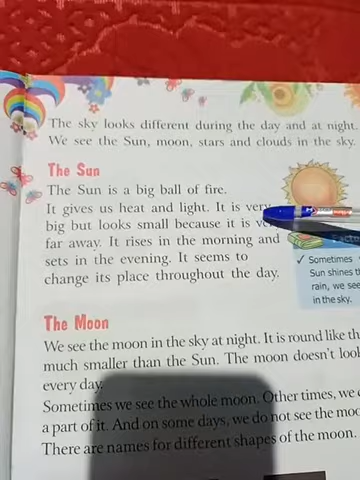 The sky looks different during the day and at night.
We see the Sun, moon, stars and clouds in the sky.
The Sun
The Sun is a big ball of fire.
It gives us heat and light. It is very
big but looks small because it is
far away. It rises in the morning and
sets in the evening. It seems to
change its place throughout the day.
✓ Sometimes
Sun shines
rain, we see
in the sky.
The Moon
We see the moon in the sky at night. It is round like
much smaller than the Sun. The moon doesn't
every day.
Sometimes we see the whole moon. Other times, we
a part of it. And on some days, we do not see the
There are names for different shapes of the moon.